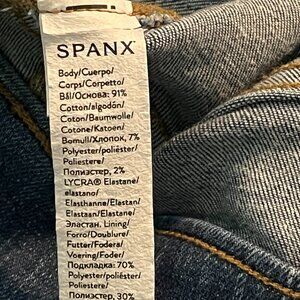 SPANX
Body/Cuerpo/
Corps/Corpetto/
Bål/Основа: 91%
Cotton/algodón/
Coton/Baumwolle/
Cotone/Katoen/
Bomull/Хлопок, 7%
Polyester/poliéster/
Poliestere/
Полиэстер, 2%
LYCRA® Elastane/
elastano/
Elasthanne/Elastan/
Elastaan/Elastane/
Эластан. Lining/
Forro/Doublure/
Futter/Fodera/
Voering/Foder/
Подкладка: 70%
Polyester/poliéster/
Poliestere/
Полиэстер, 30%